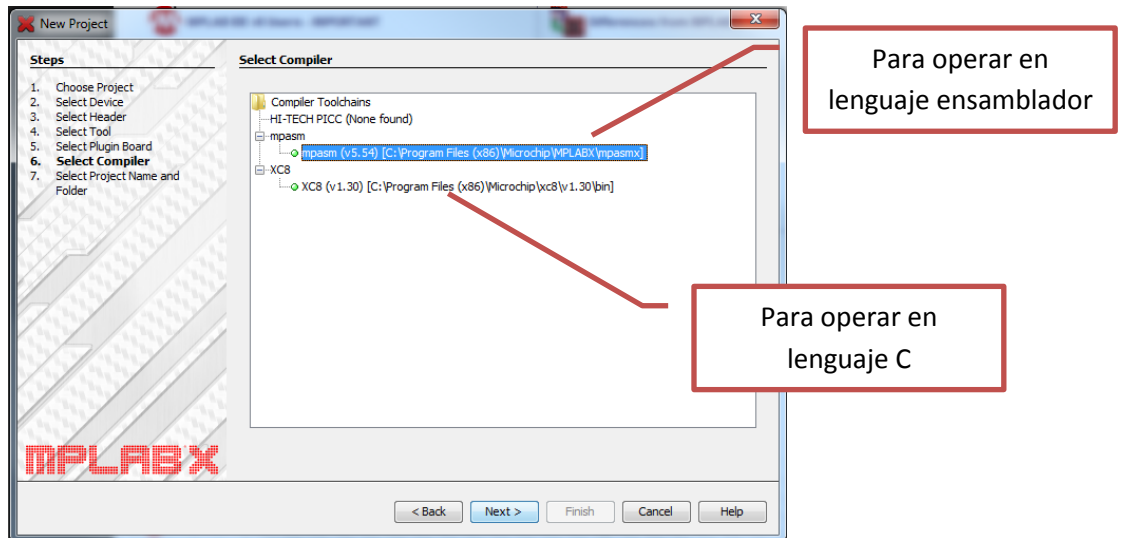 New Project
Steps
1. Choose Project
2. Select Device
3. Select Header
4. Select Tool
5. Select Plugin Board
6. Select Compiler
7. Select Project Name and
Folder
Select Compiler
Compiler Toolchains
HI-TECH PICC (None found)
mpasm
mpasm (v5.54) [C:\Program Files (x86)\Microchip\MPLABX\mpasmx]
XC8
XC8 (v1.30) [C:\Program Files (x86)\Microchip\xc8\v1.30\bin]
MPLABX
< Back
Next >
Finish
Cancel
Help
Para operar en
lenguaje ensamblador
Para operar en
lenguaje C